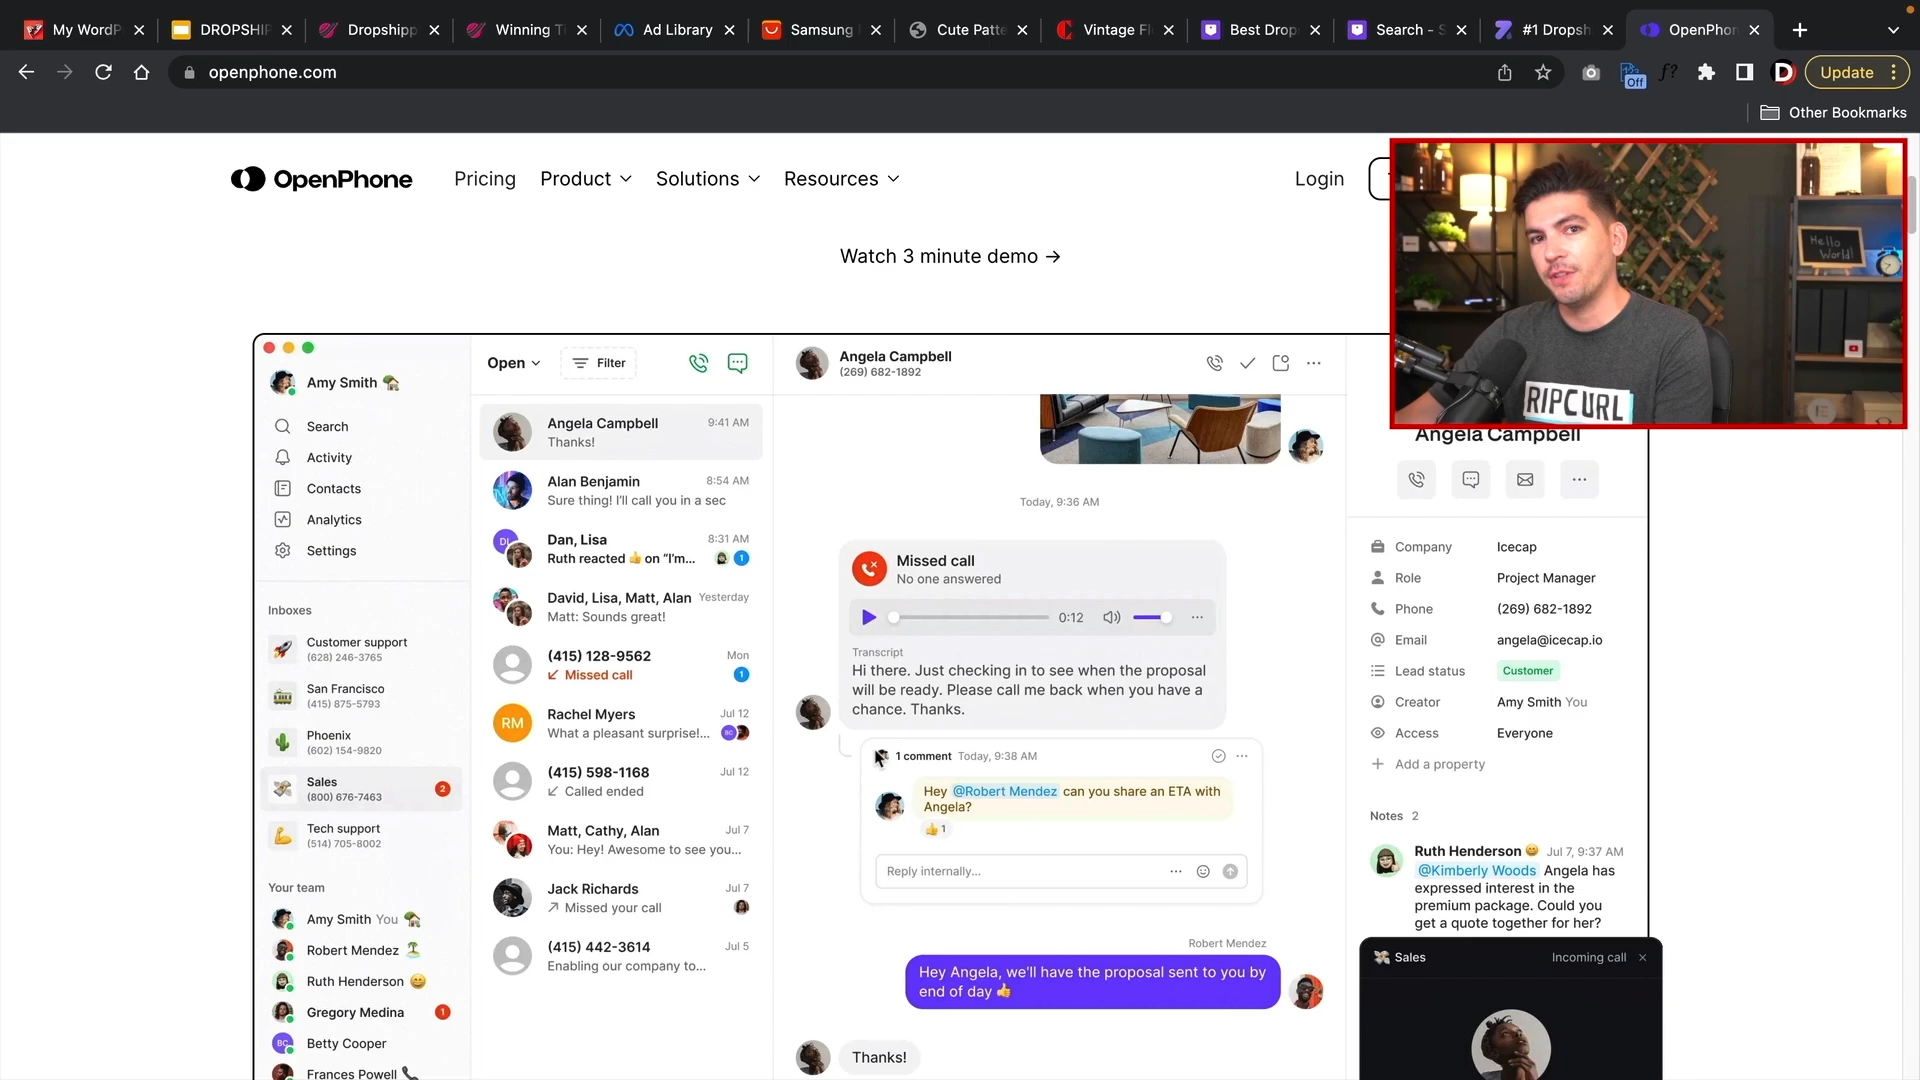 My WordP
DROPSHIP
Dropshipp
Winning T
Ad Library
Samsung
Cute Patte
Vintage Fl
Best Drop
Search - S
#1 Dropsh
OpenPhon
openphone.com
Off
f?
D
Update
Other Bookmarks
OpenPhone
Pricing
Product
Solutions
Resources
Login
Watch 3 minute demo →
Hello World!
RIPCURL
Amy Smith 🏡
Search
Activity
Contacts
Analytics
Settings
Inboxes
Customer support
(628) 246-3765
San Francisco
(415) 875-5793
Phoenix
(602) 154-9820
Sales
(800) 676-7463
2
Tech support
(514) 705-8002
Your team
Amy Smith You 🏡
Robert Mendez 🏝️
Ruth Henderson 😄
Gregory Medina 1
BC
Betty Cooper
Frances Powell 📞
Open
Filter
Angela Campbell 9:41 AM
Thanks!
Alan Benjamin 8:54 AM
Sure thing! I'll call you in a sec
DL
Dan, Lisa 8:31 AM
Ruth reacted 👍 on “I’m... 1
David, Lisa, Matt, Alan Yesterday
Matt: Sounds great!
(415) 128-9562 Mon
Missed call 1
RM
Rachel Myers Jul 12
What a pleasant surprise!... BC
(415) 598-1168 Jul 12
Called ended
Matt, Cathy, Alan Jul 7
You: Hey! Awesome to see you...
Jack Richards Jul 7
Missed your call
(415) 442-3614 Jul 5
Enabling our company to...
Angela Campbell
(269) 682-1892
Today, 9:36 AM
Missed call
No one answered
0:12
Transcript
Hi there. Just checking in to see when the proposal
will be ready. Please call me back when you have a
chance. Thanks.
1 comment Today, 9:38 AM
Hey @Robert Mendez can you share an ETA with
Angela?
👍 1
Reply internally...
Robert Mendez
Hey Angela, we'll have the proposal sent to you by
end of day 👍
Thanks!
Angela Campbell
Company Icecap
Role Project Manager
Phone (269) 682-1892
Email angela@icecap.io
Lead status Customer
Creator Amy Smith You
Access Everyone
Add a property
Notes 2
Ruth Henderson 😄 Jul 7, 9:37 AM
@Kimberly Woods Angela has
expressed interest in the
premium package. Could you
get a quote together for her?
💸 Sales Incoming call